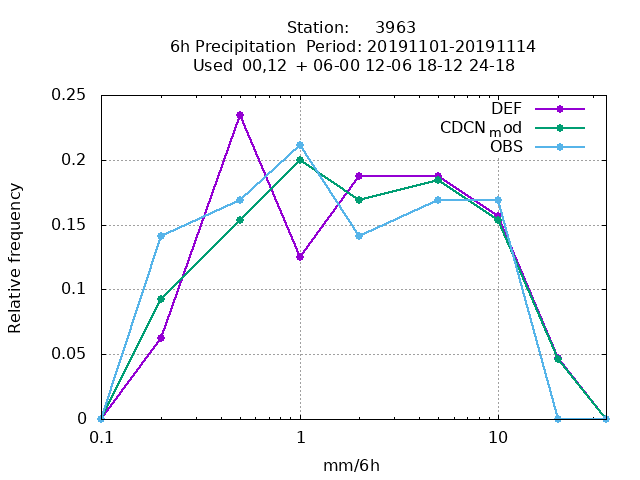 Station: 3963
6h Precipitation Period: 20191101-20191114
Used 00,12 + 06-00 12-06 18-12 24-18
0.25
0.2
0.15
0.1
0.05
0
Relative frequency
DEF
CDCN_mod
OBS
0.1 1 10
mm/6h